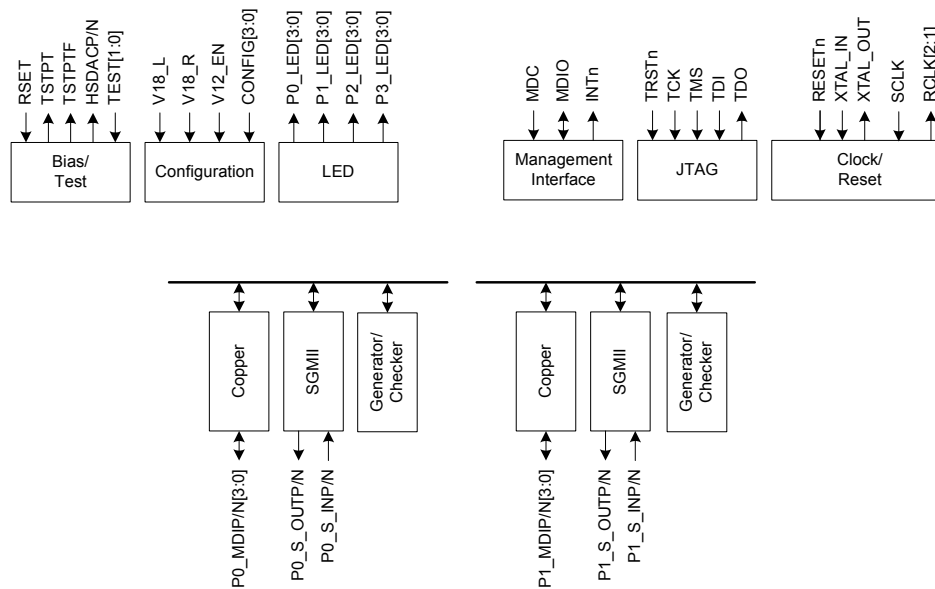 RSET
TSTPT
TSTPTF
HSDACP/N
TEST[1:0]
V18_L
V18_R
V12_EN
CONFIG[3:0]
P0_LED[3:0]
P1_LED[3:0]
P2_LED[3:0]
P3_LED[3:0]
MDC
MDIO
INTn
TRSTn
TCK
TMS
TDI
TDO
RESETn
XTAL_IN
XTAL_OUT
SCLK
RCLK[2:1]
Bias/
Test
Configuration
LED
Management
Interface
JTAG
Clock/
Reset
Copper
SGMII
Generator/
Checker
Copper
SGMII
Generator/
Checker
P0_MDIP/N[3:0]
P0_S_OUTP/N
P0_S_INP/N
P1_MDIP/N[3:0]
P1_S_OUTP/N
P1_S_INP/N